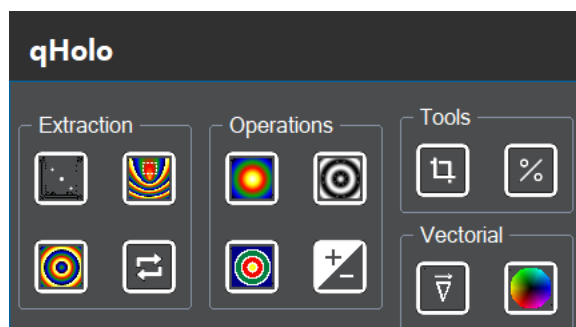 qHolo
Extraction
Operations
Tools
Vectorial